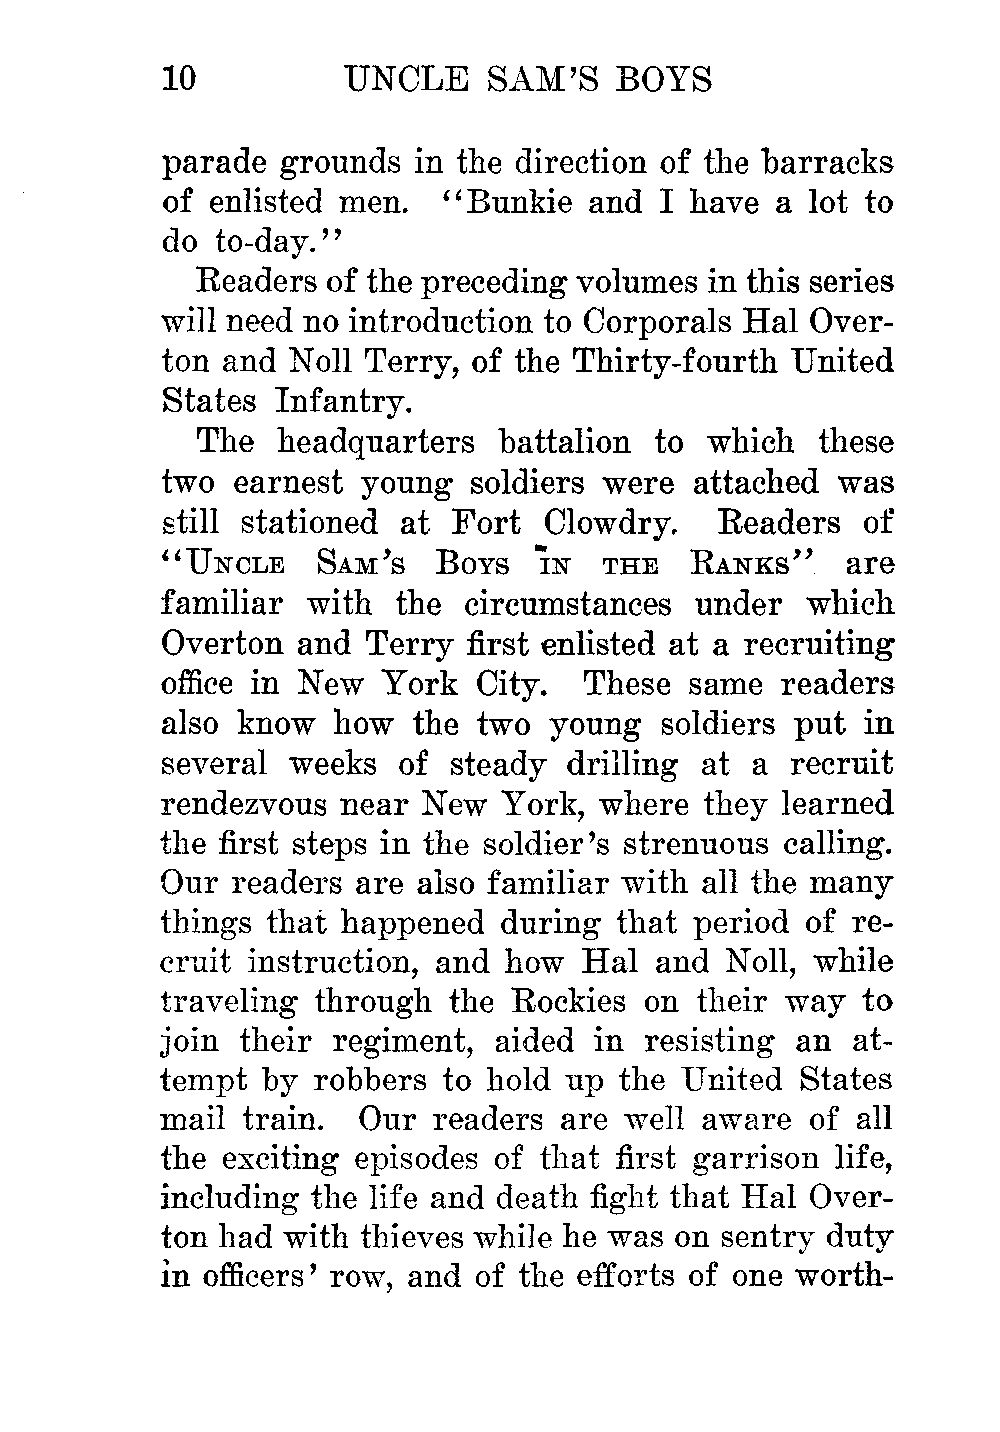 10 UNCLE SAM'S BOYS
parade grounds in the direction of the barracks
of enlisted men. "Bunkie and I have a lot to
do to-day."
Readers of the preceding volumes in this series
will need no introduction to Corporals Hal Over-
ton and Noll Terry, of the Thirty-fourth United
States Infantry.
The headquarters battalion to which these
two earnest young soldiers were attached was
still stationed at Fort Clowdry. Readers of
"UNCLE SAM'S BOYS IN THE RANKS" are
familiar with the circumstances under which
Overton and Terry first enlisted at a recruiting
office in New York City. These same readers
also know how the two young soldiers put in
several weeks of steady drilling at a recruit
rendezvous near New York, where they learned
the first steps in the soldier's strenuous calling.
Our readers are also familiar with all the many
things that happened during that period of re-
cruit instruction, and how Hal and Noll, while
traveling through the Rockies on their way to
join their regiment, aided in resisting an at-
tempt by robbers to hold up the United States
mail train. Our readers are well aware of all
the exciting episodes of that first garrison life,
including the life and death fight that Hal Over-
ton had with thieves while he was on sentry duty
in officers' row, and of the efforts of one worth-